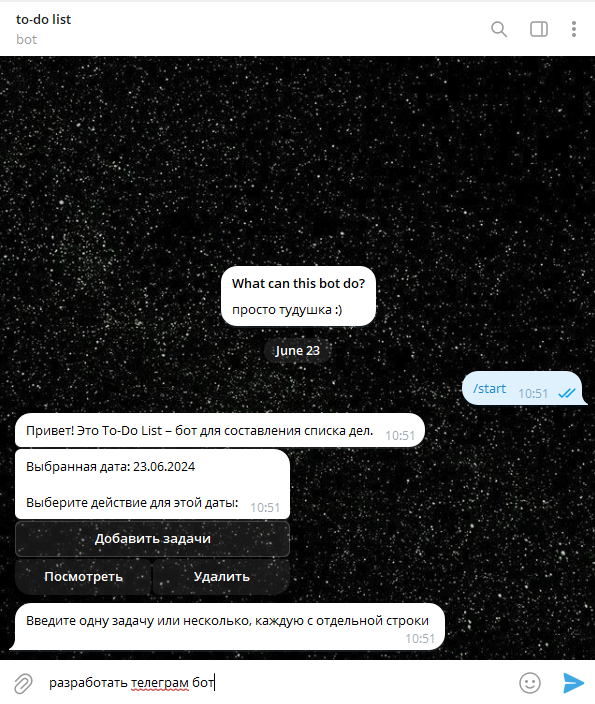 to-do list
bot
What can this bot do?
просто тудушка :)
June 23
/start 10:51
Привет! Это To-Do List – бот для составления списка дел. 10:51
Выбранная дата: 23.06.2024
Выберите действие для этой даты: 10:51
Добавить задачи
Посмотреть Удалить
Введите одну задачу или несколько, каждую с отдельной строки
10:51
разработать телеграм бот